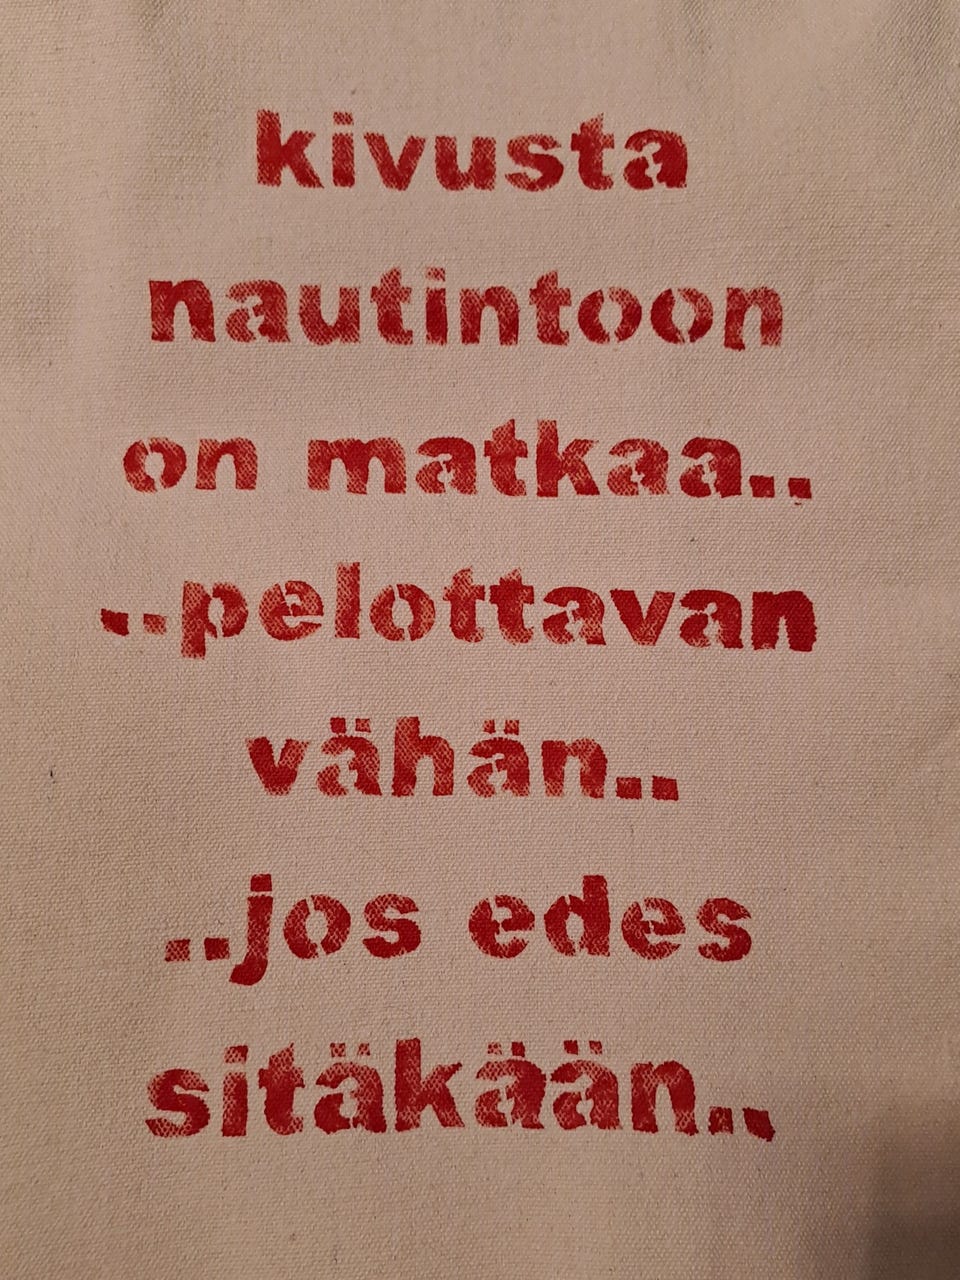 kivusta
nautintoon
on matkaa..
..pelottavan
vähän..
..jos edes
sitäkään..